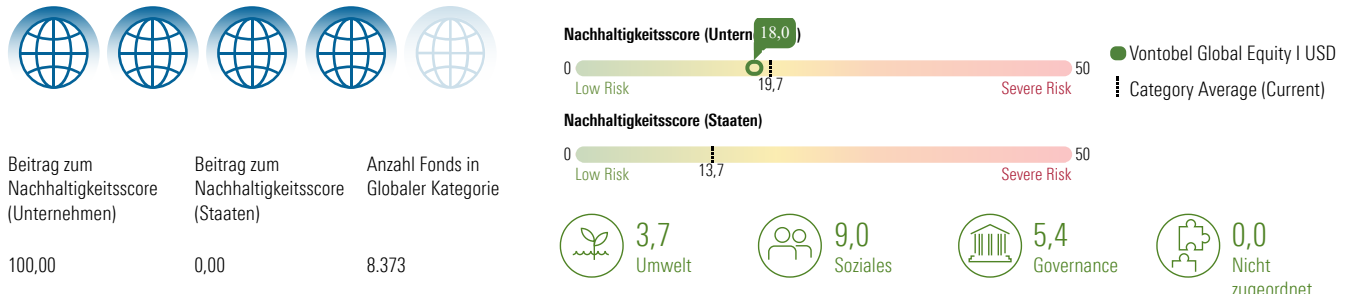 Beitrag zum
Nachhaltigkeitsscore
(Unternehmen)
100,00
Beitrag zum
Nachhaltigkeitsscore
(Staaten)
0,00
Anzahl Fonds in
Globaler Kategorie
8.373
Nachhaltigkeitsscore (Untern )
18,0
0
50
Low Risk
19,7
Severe Risk
Nachhaltigkeitsscore (Staaten)
0
50
Low Risk
13,7
Severe Risk
Vontobel Global Equity I USD
Category Average (Current)
3,7
Umwelt
9,0
Soziales
5,4
Governance
0,0
Nicht
zugeordnet